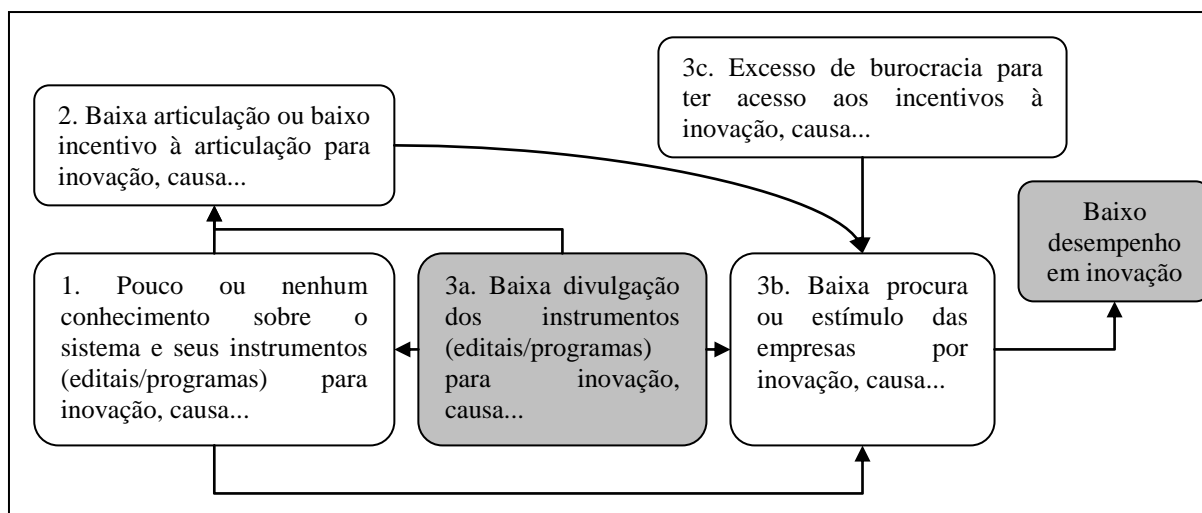 3c. Excesso de burocracia para
ter acesso aos incentivos à
inovação, causa...
2. Baixa articulação ou baixo
incentivo à articulação para
inovação, causa...
Baixo
desempenho
em inovação
1. Pouco ou nenhum
conhecimento sobre o
sistema e seus instrumentos
(editais/programas) para
inovação, causa...
3a. Baixa divulgação
dos instrumentos
(editais/programas)
para inovação,
causa...
3b. Baixa procura
ou estímulo das
empresas por
inovação, causa...